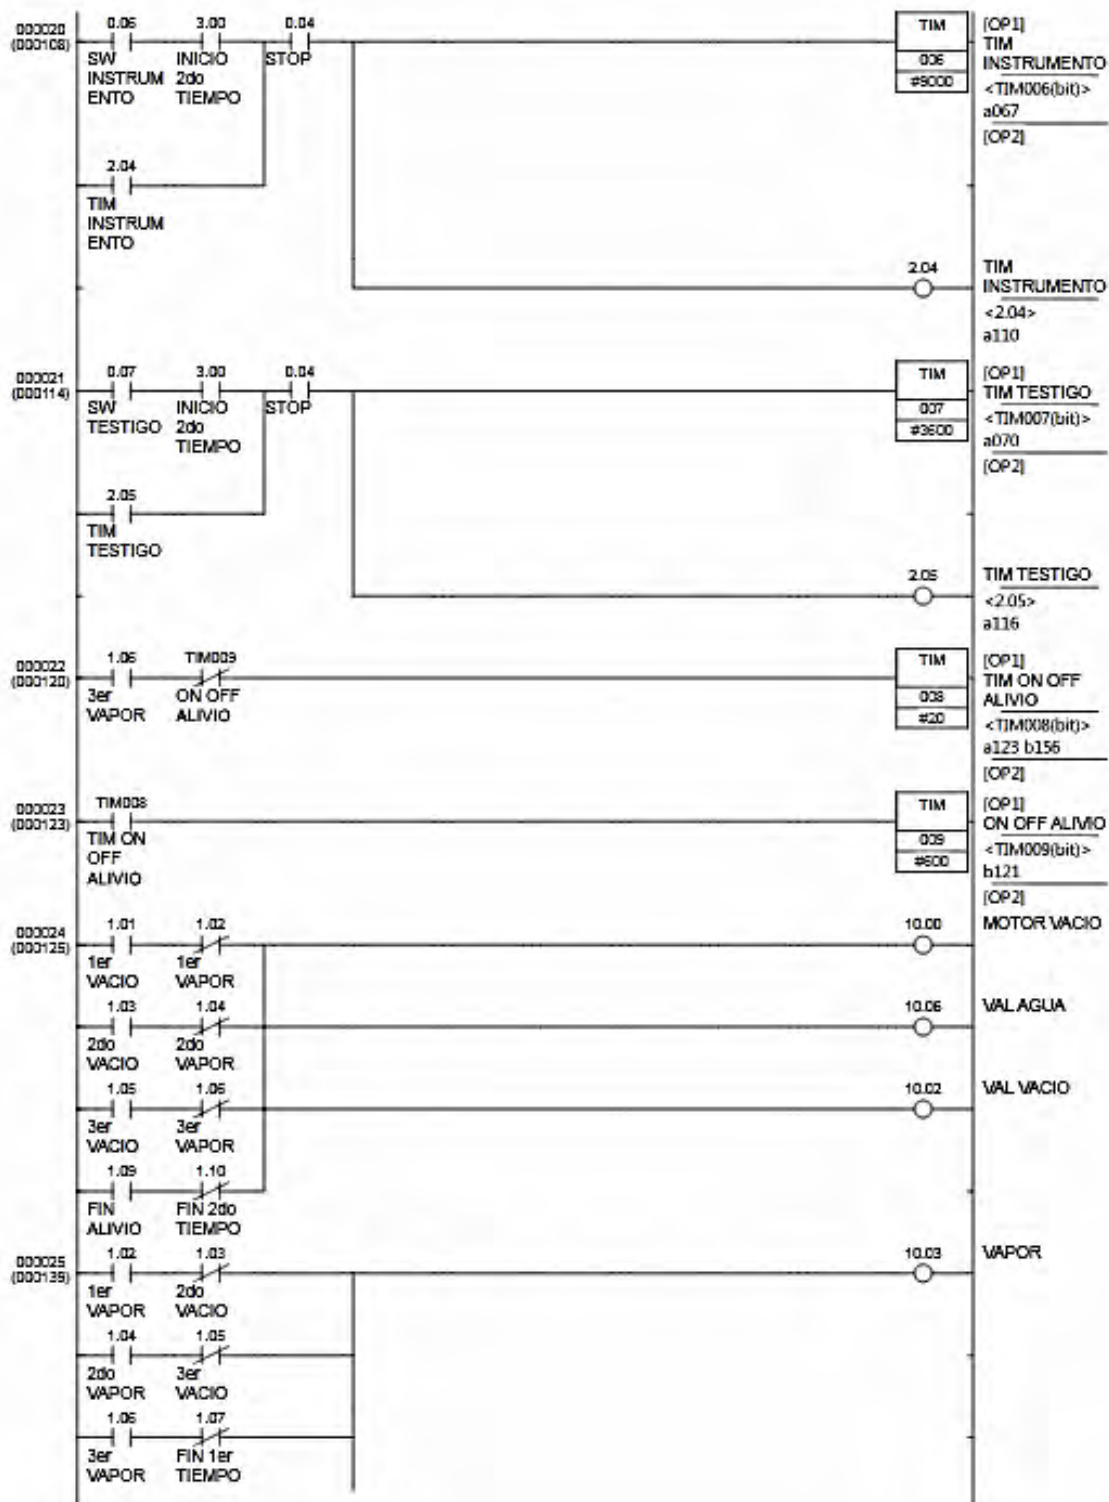 000020
(000108)
0.06 3.00 0.04
SW INSTRUM ENTO
INICIO 2do TIEMPO
STOP
TIM
006
#9000
[OP1]
TIM
INSTRUMENTO
<TIM006(bit)>
a067
[OP2]
2.04
TIM
INSTRUM
ENTO
2.04
TIM
INSTRUMENTO
<2.04>
a110
000021
(000114)
0.07 3.00 0.04
SW TESTIGO
INICIO 2do TIEMPO
STOP
TIM
007
#3600
[OP1]
TIM TESTIGO
<TIM007(bit)>
a070
[OP2]
2.05
TIM
TESTIGO
2.05
TIM TESTIGO
<2.05>
a116
000022
(000120)
1.06 TIM009
3er VAPOR
ON OFF ALIVIO
TIM
008
#20
[OP1]
TIM ON OFF
ALIVIO
<TIM008(bit)>
a123 b156
[OP2]
000023
(000123)
TIM008
TIM ON
OFF
ALIVIO
TIM
009
#600
[OP1]
ON OFF ALIVIO
<TIM009(bit)>
b121
[OP2]
000024
(000125)
1.01 1.02
1er VACIO
1er VAPOR
10.00
MOTOR VACIO
1.03 1.04
2do VACIO
2do VAPOR
10.06
VAL AGUA
1.05 1.06
3er VACIO
3er VAPOR
10.02
VAL VACIO
1.09 1.10
FIN ALIVIO
FIN 2do TIEMPO
000025
(000139)
1.02 1.03
1er VAPOR
2do VACIO
10.03
VAPOR
1.04 1.05
2do VAPOR
3er VACIO
1.06 1.07
3er VAPOR
FIN 1er TIEMPO